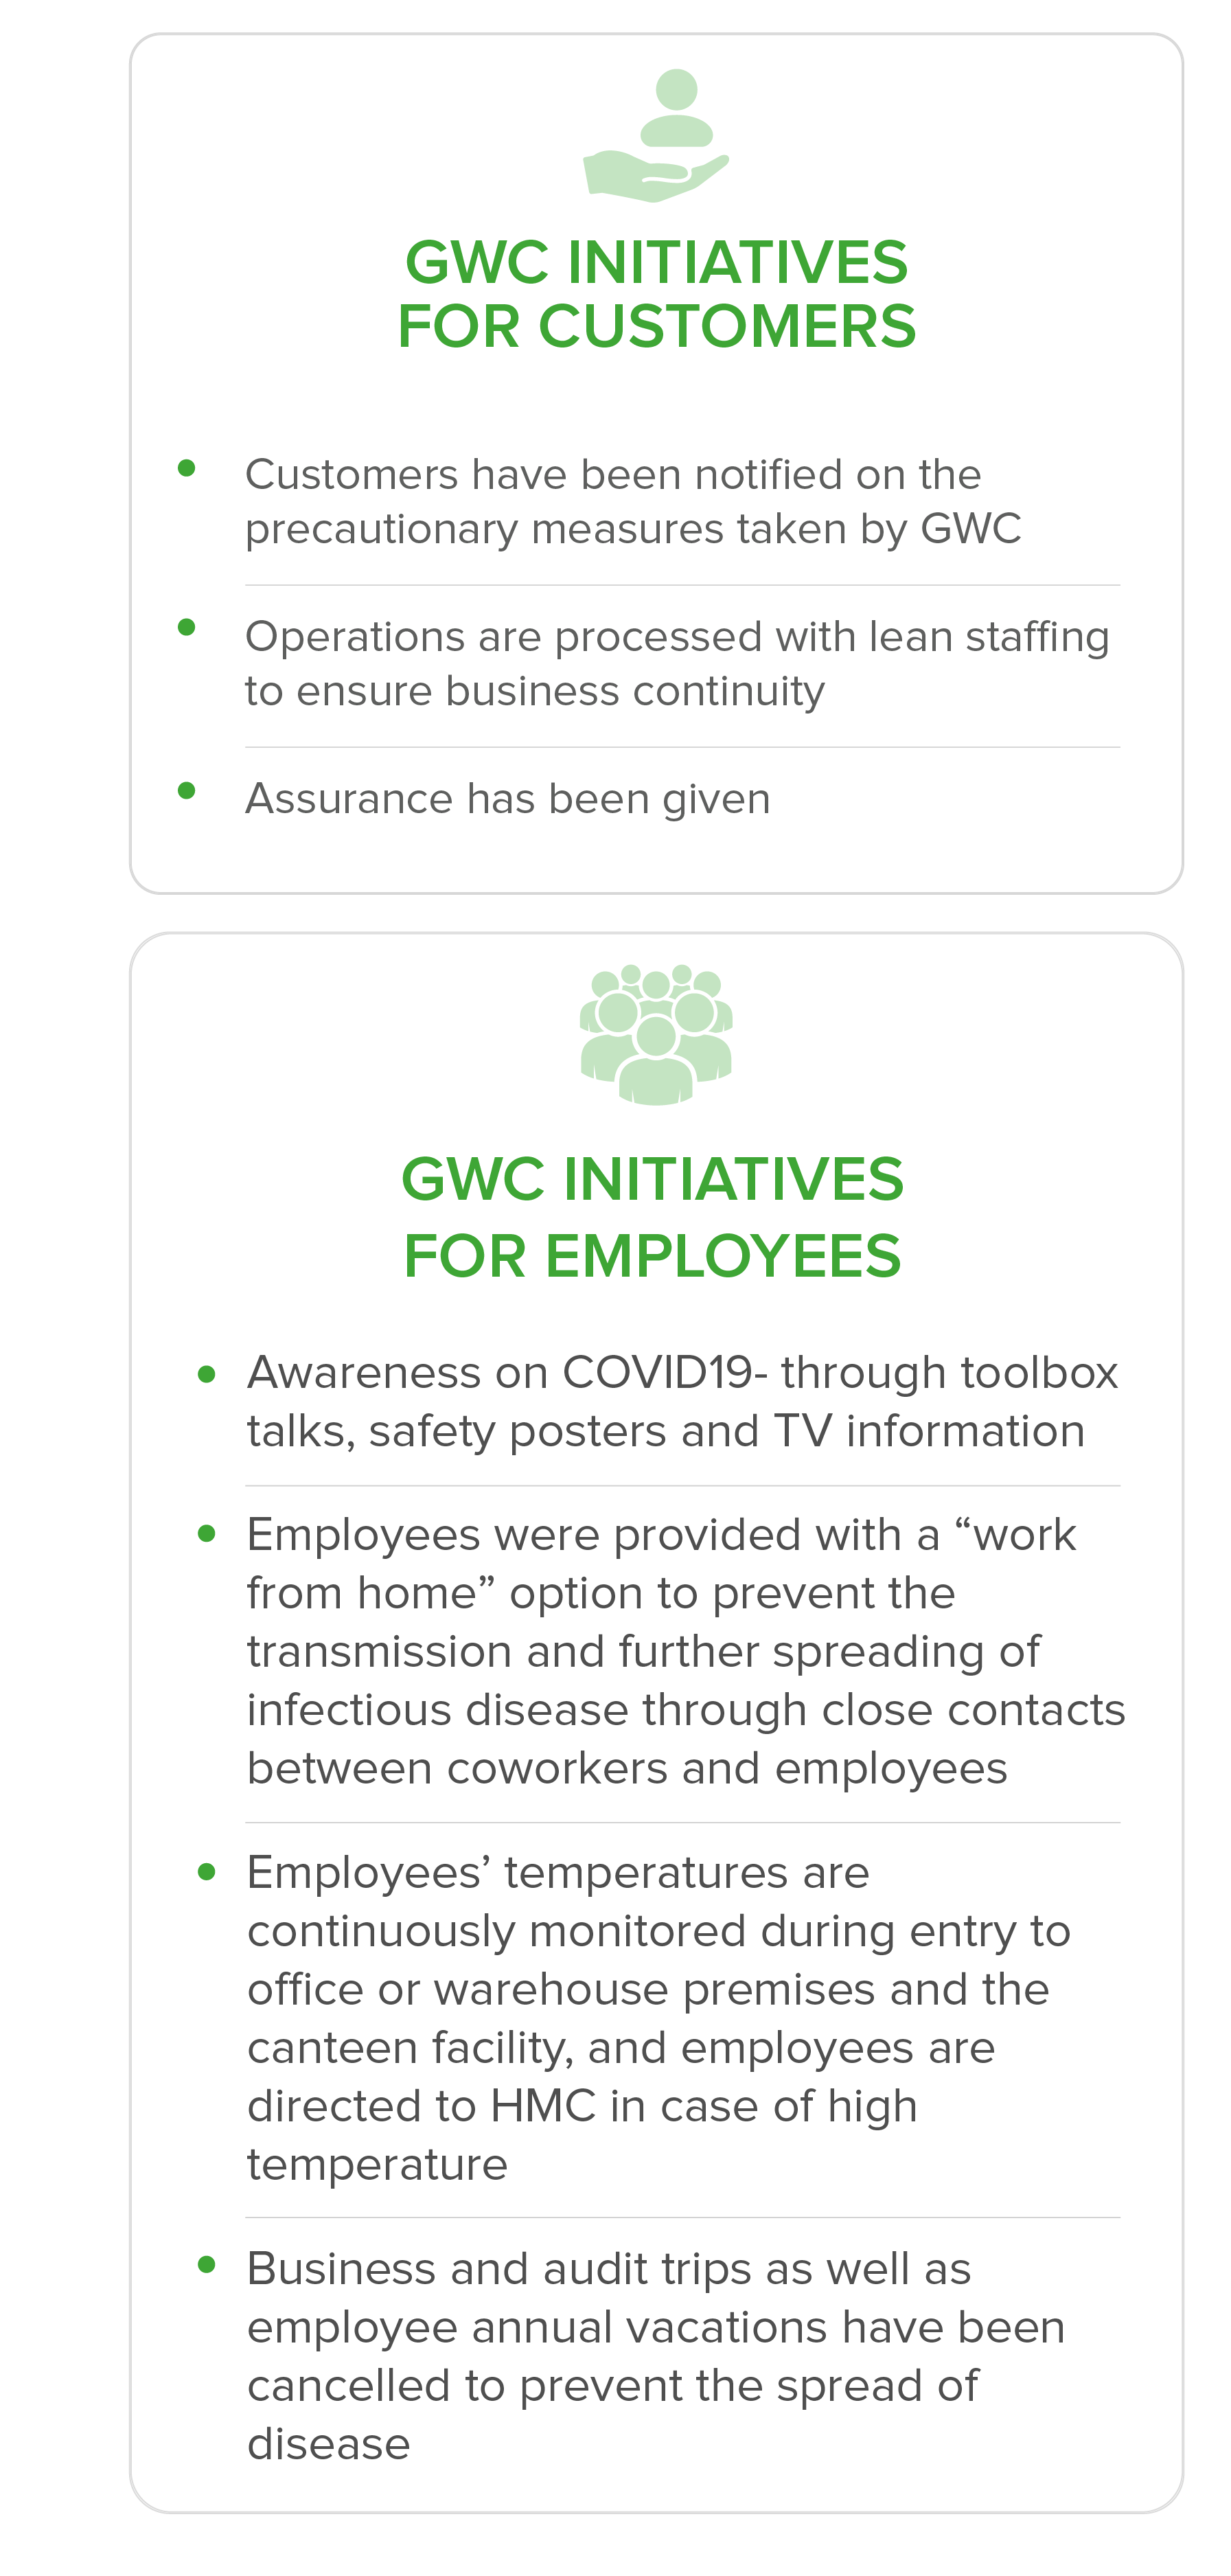 GWC INITIATIVES
FOR CUSTOMERS
Customers have been notified on the
precautionary measures taken by GWC
Operations are processed with lean staffing
to ensure business continuity
Assurance has been given
GWC INITIATIVES
FOR EMPLOYEES
Awareness on COVID19- through toolbox
talks, safety posters and TV information
Employees were provided with a “work
from home” option to prevent the
transmission and further spreading of
infectious disease through close contacts
between coworkers and employees
Employees’ temperatures are
continuously monitored during entry to
office or warehouse premises and the
canteen facility, and employees are
directed to HMC in case of high
temperature
Business and audit trips as well as
employee annual vacations have been
cancelled to prevent the spread of
disease